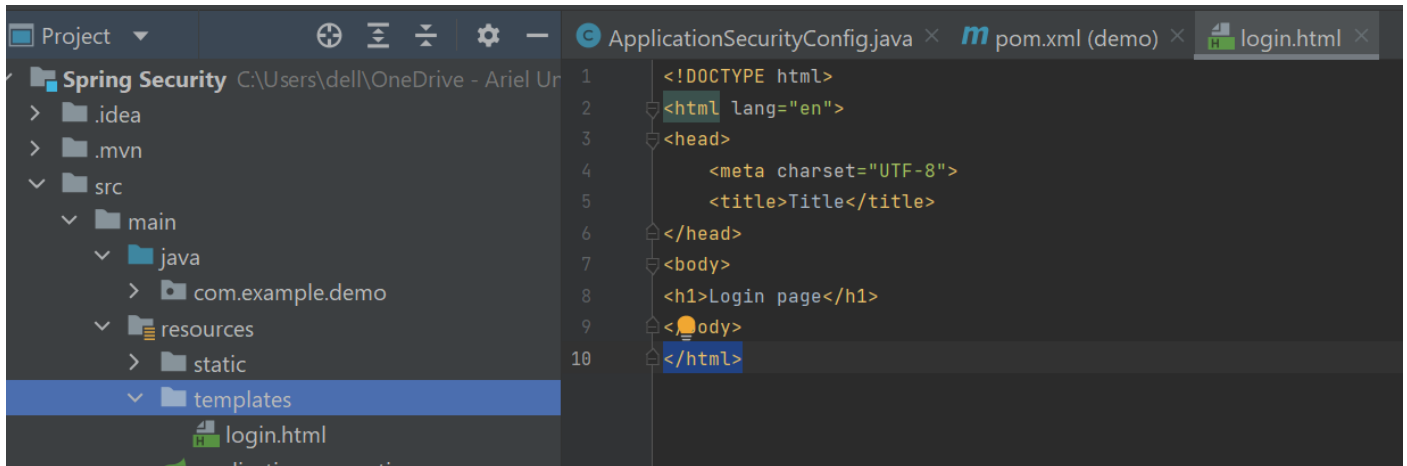 Project
Spring Security C:\Users\dell\OneDrive - Ariel Ur
.idea
.mvn
src
main
java
com.example.demo
resources
static
templates
login.html
ApplicationSecurityConfig.java
pom.xml (demo)
login.html
1 <!DOCTYPE html>
2 <html lang="en">
3 <head>
4 <meta charset="UTF-8">
5 <title>Title</title>
6 </head>
7 <body>
8 <h1>Login page</h1>
9 </body>
10 </html>